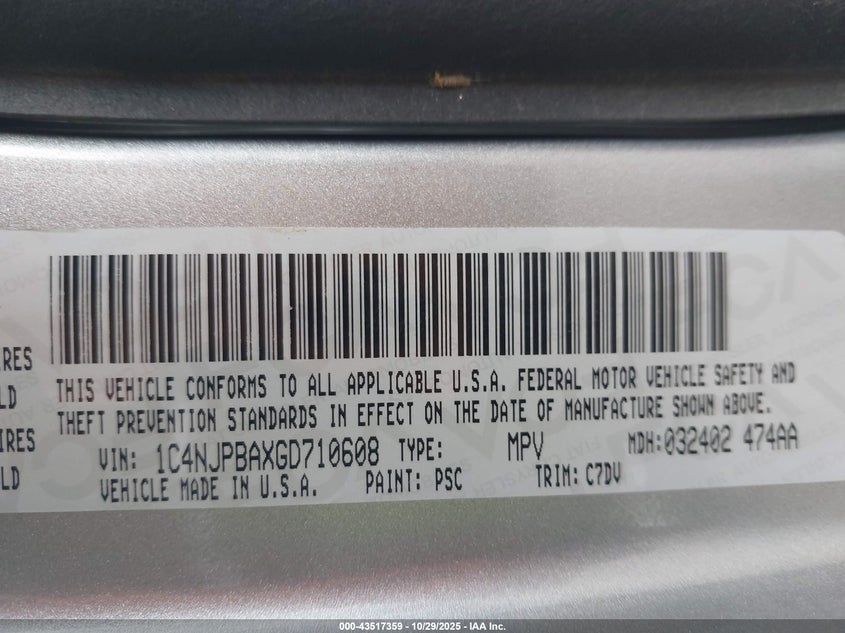 IRES
THIS VEHICLE CONFORMS TO ALL APPLICABLE U.S.A. FEDERAL MOTOR VEHICLE SAFETY AND
LD
THEFT PREVENTION STANDARDS IN EFFECT ON THE DATE OF MANUFACTURE SHOWN ABOVE.
IRES
VIN: 1C4NJPBAXGD710608 TYPE: MPV MDH:032402 474AA
LD
VEHICLE MADE IN U.S.A. PAINT: PSC TRIM: C7DV
000-43517359 | 10/29/2025 - IAA Inc.